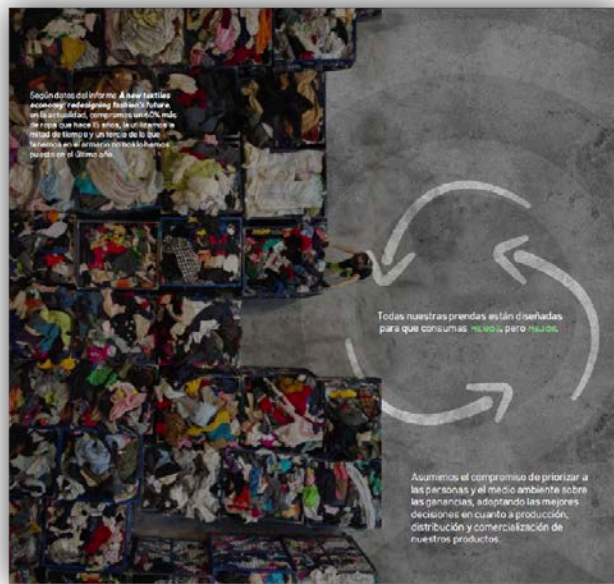 Según datos del informe A new textiles
economy: redesigning fashion's future,
en la actualidad, compramos un 60% más
de ropa que hace 15 años, la utilizamos la
mitad de tiempo y un tercio de lo que
tenemos en el armario no nos lo hemos
puesto en el último año.
Todas nuestras prendas están diseñadas
para que consumas MENOS, pero MEJOR.
Asumimos el compromiso de priorizar a
las personas y el medio ambiente sobre
las ganancias, adoptando las mejores
decisiones en cuanto a producción,
distribución y comercialización de
nuestros productos.